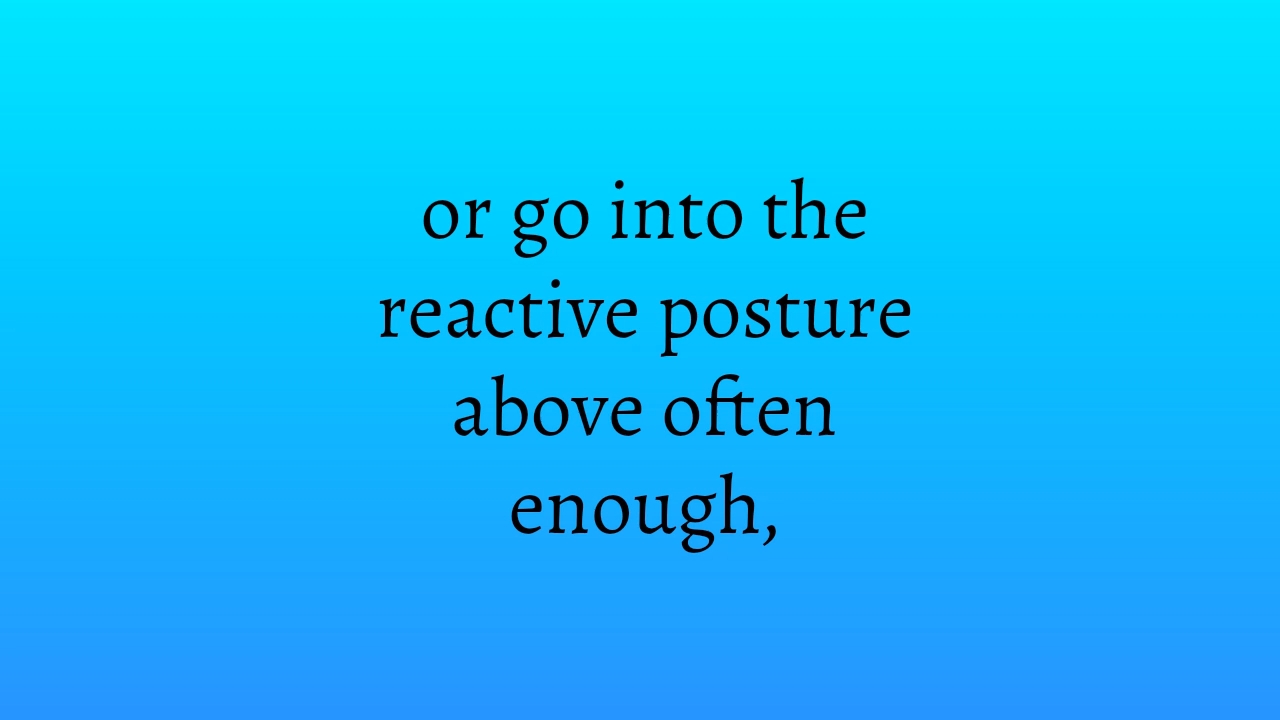 or go into the
reactive posture
above often
enough,